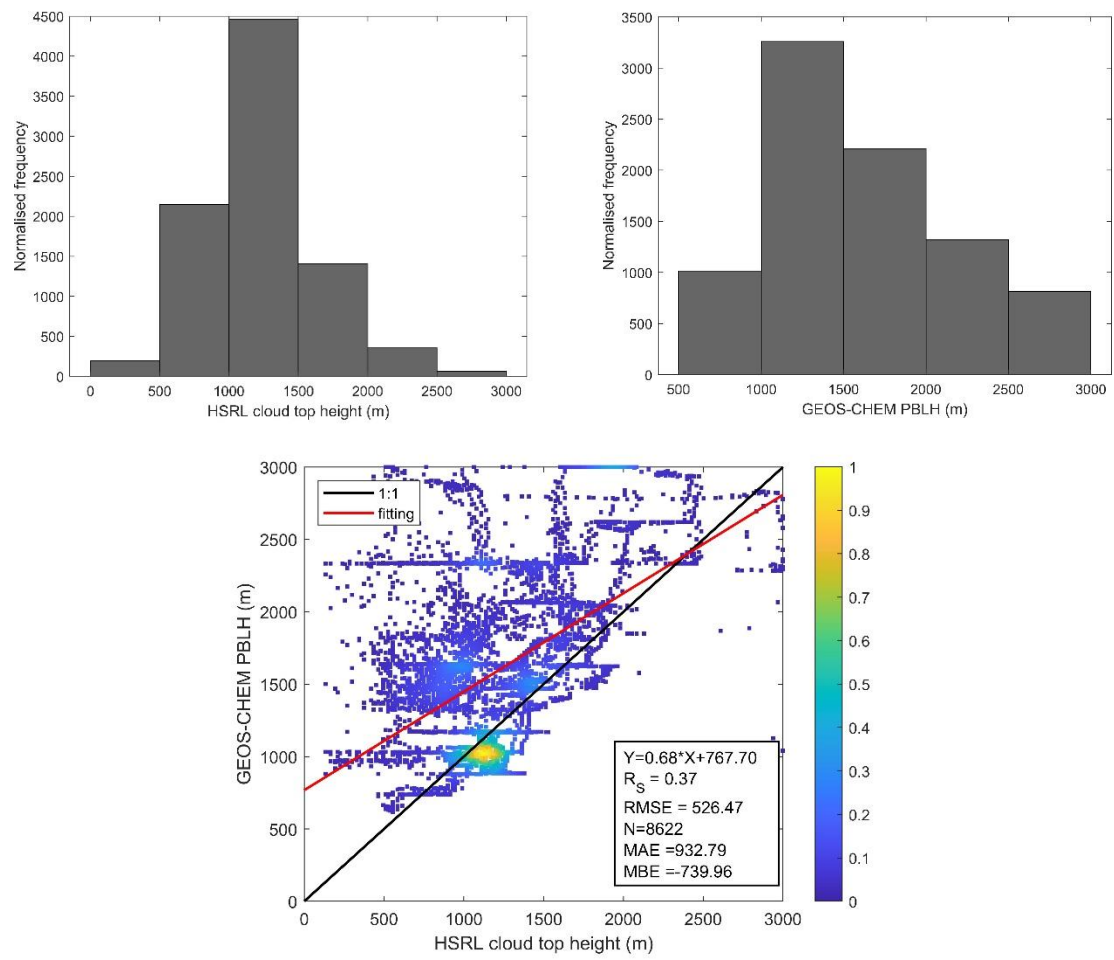 4500
4000
3500
3000
2500
2000
1500
1000
500
0
Normalised frequency
0 500 1000 1500 2000 2500 3000
HSRL cloud top height (m)
3500
3000
2500
2000
1500
1000
500
0
Normalised frequency
500 1000 1500 2000 2500 3000
GEOS-CHEM PBLH (m)
3000
2500
2000
1500
1000
500
0
GEOS-CHEM PBLH (m)
1:1
fitting
Y=0.68*X+767.70
R_S = 0.37
RMSE = 526.47
N=8622
MAE =932.79
MBE =-739.96
0 500 1000 1500 2000 2500 3000
HSRL cloud top height (m)
1
0.9
0.8
0.7
0.6
0.5
0.4
0.3
0.2
0.1
0